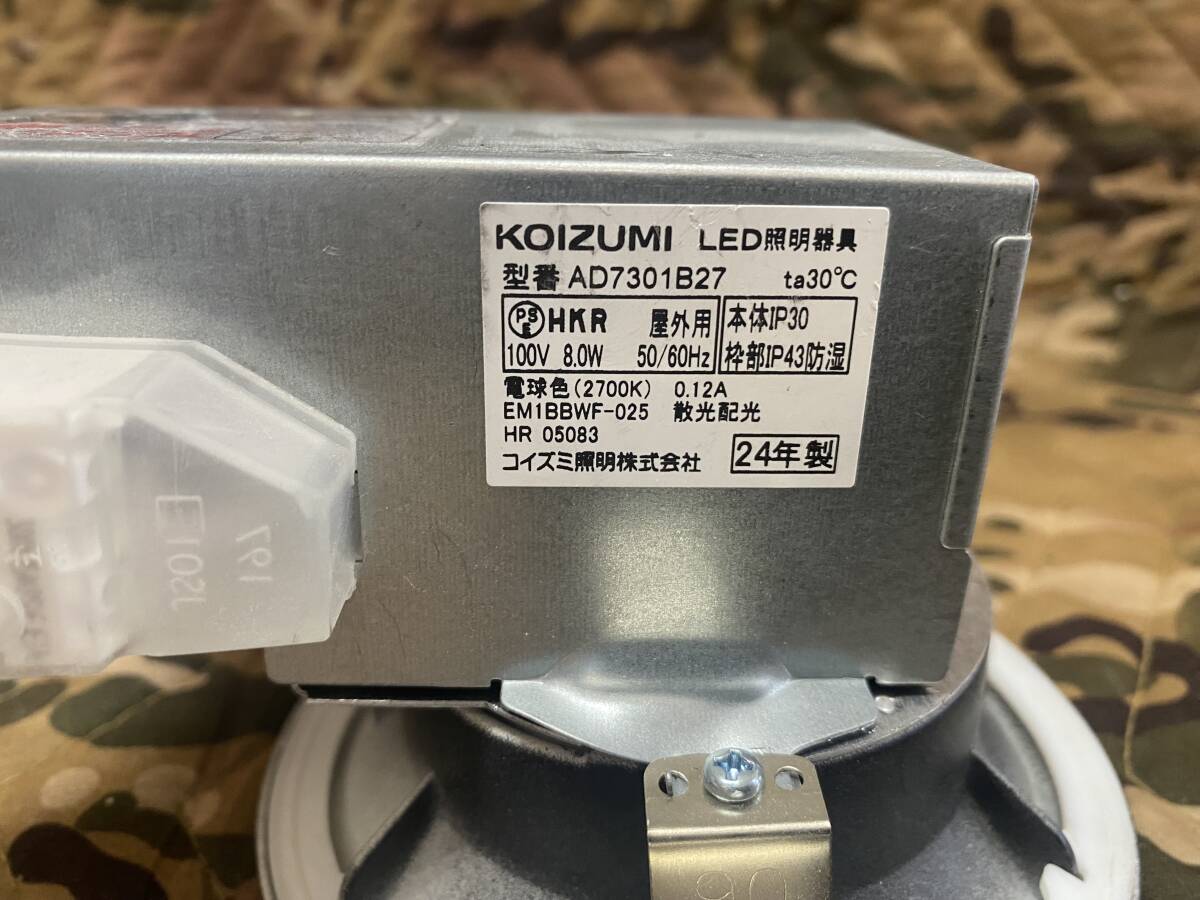 KOIZUMI LED照明器具
型番 AD7301B27 ta30℃
PSE HKR 屋外用
100V 8.0W 50/60Hz
本体IP30
枠部IP43防湿
電球色(2700K) 0.12A
EM1BBWF-025 散光配光
HR 05083
コイズミ照明株式会社 24年製
90